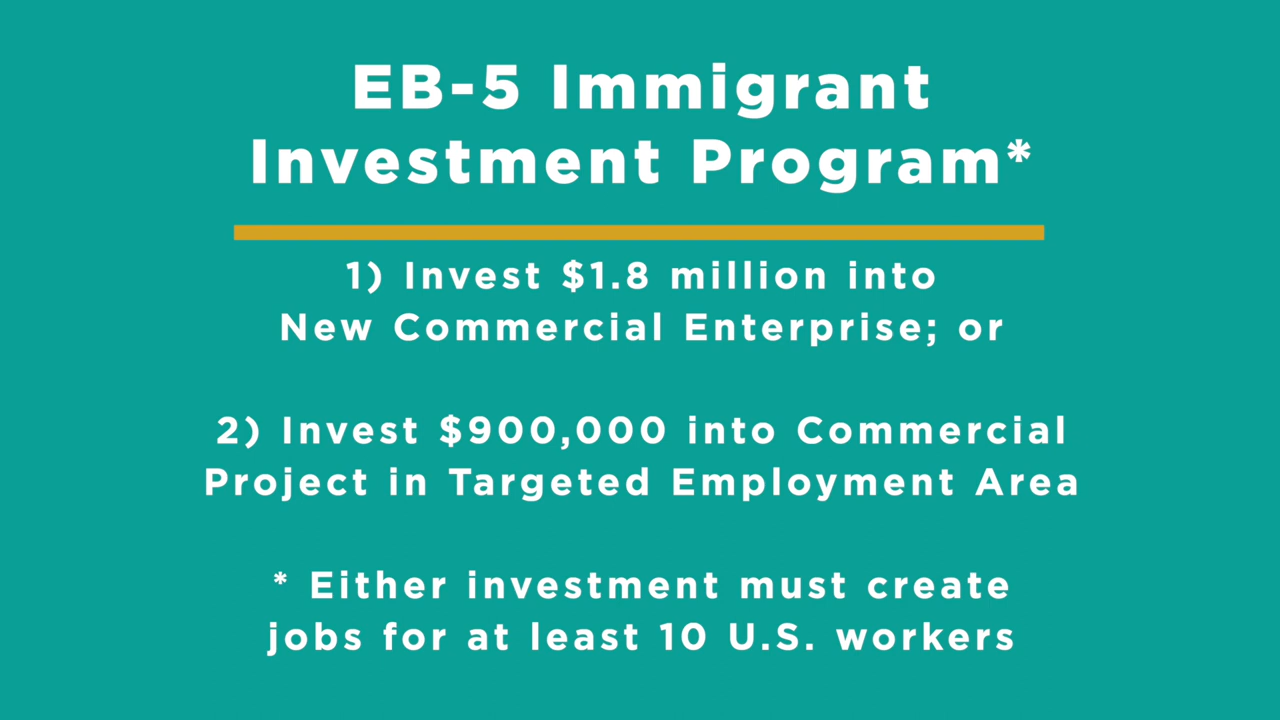 EB-5 Immigrant
Investment Program*
1) Invest $1.8 million into
New Commercial Enterprise; or
2) Invest $900,000 into Commercial
Project in Targeted Employment Area
* Either investment must create
jobs for at least 10 U.S. workers